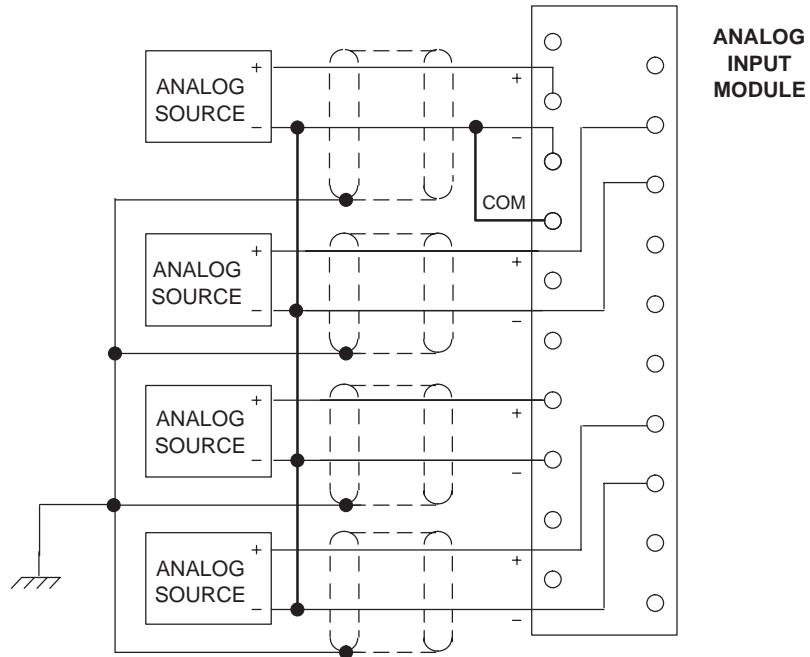 ANALOG
INPUT
MODULE
ANALOG
SOURCE
+
−
+
−
COM
ANALOG
SOURCE
+
−
+
−
ANALOG
SOURCE
+
−
+
−
ANALOG
SOURCE
+
−
+
−